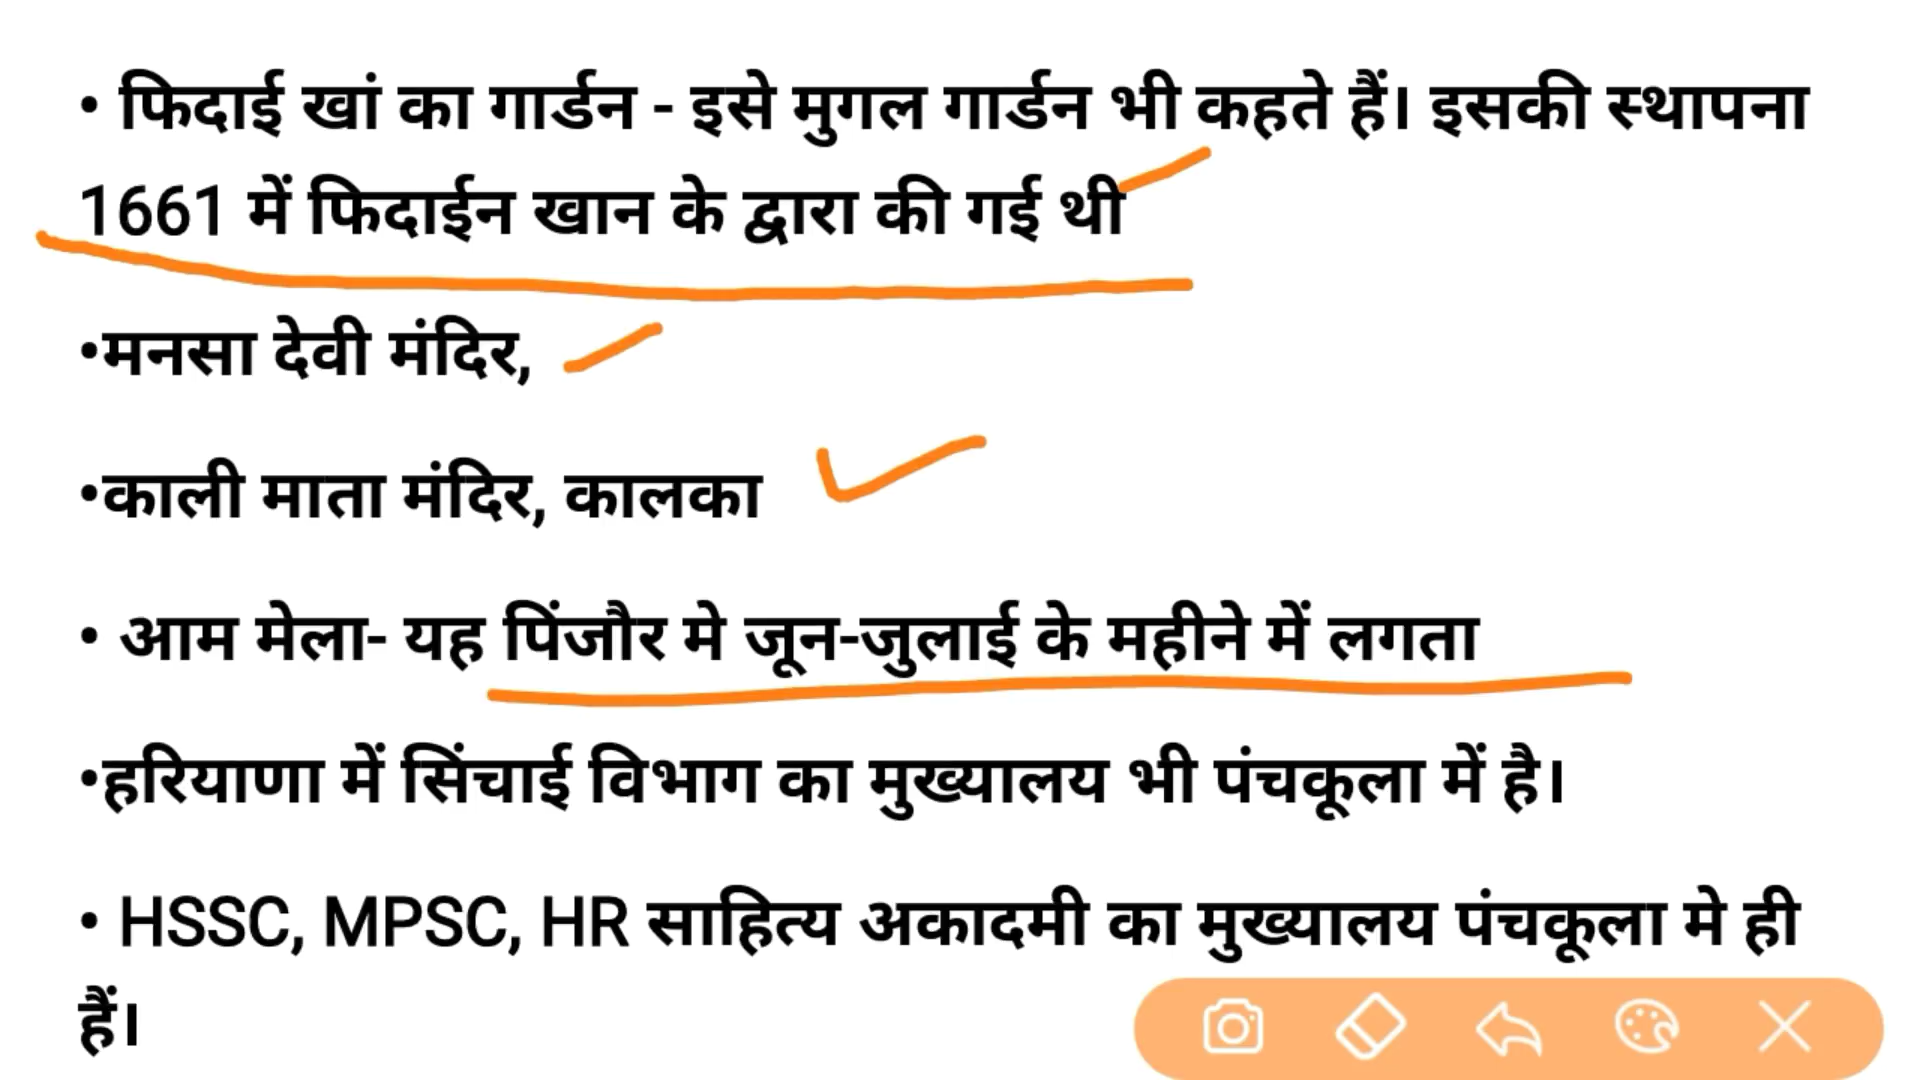 • फिदाई खां का गार्डन - इसे मुगल गार्डन भी कहते हैं। इसकी स्थापना
1661 में फिदाईन खान के द्वारा की गई थी
•मनसा देवी मंदिर,
•काली माता मंदिर, कालका
• आम मेला- यह पिंजौर मे जून-जुलाई के महीने में लगता
•हरियाणा में सिंचाई विभाग का मुख्यालय भी पंचकूला में है।
• HSSC, MPSC, HR साहित्य अकादमी का मुख्यालय पंचकूला मे ही
हैं।